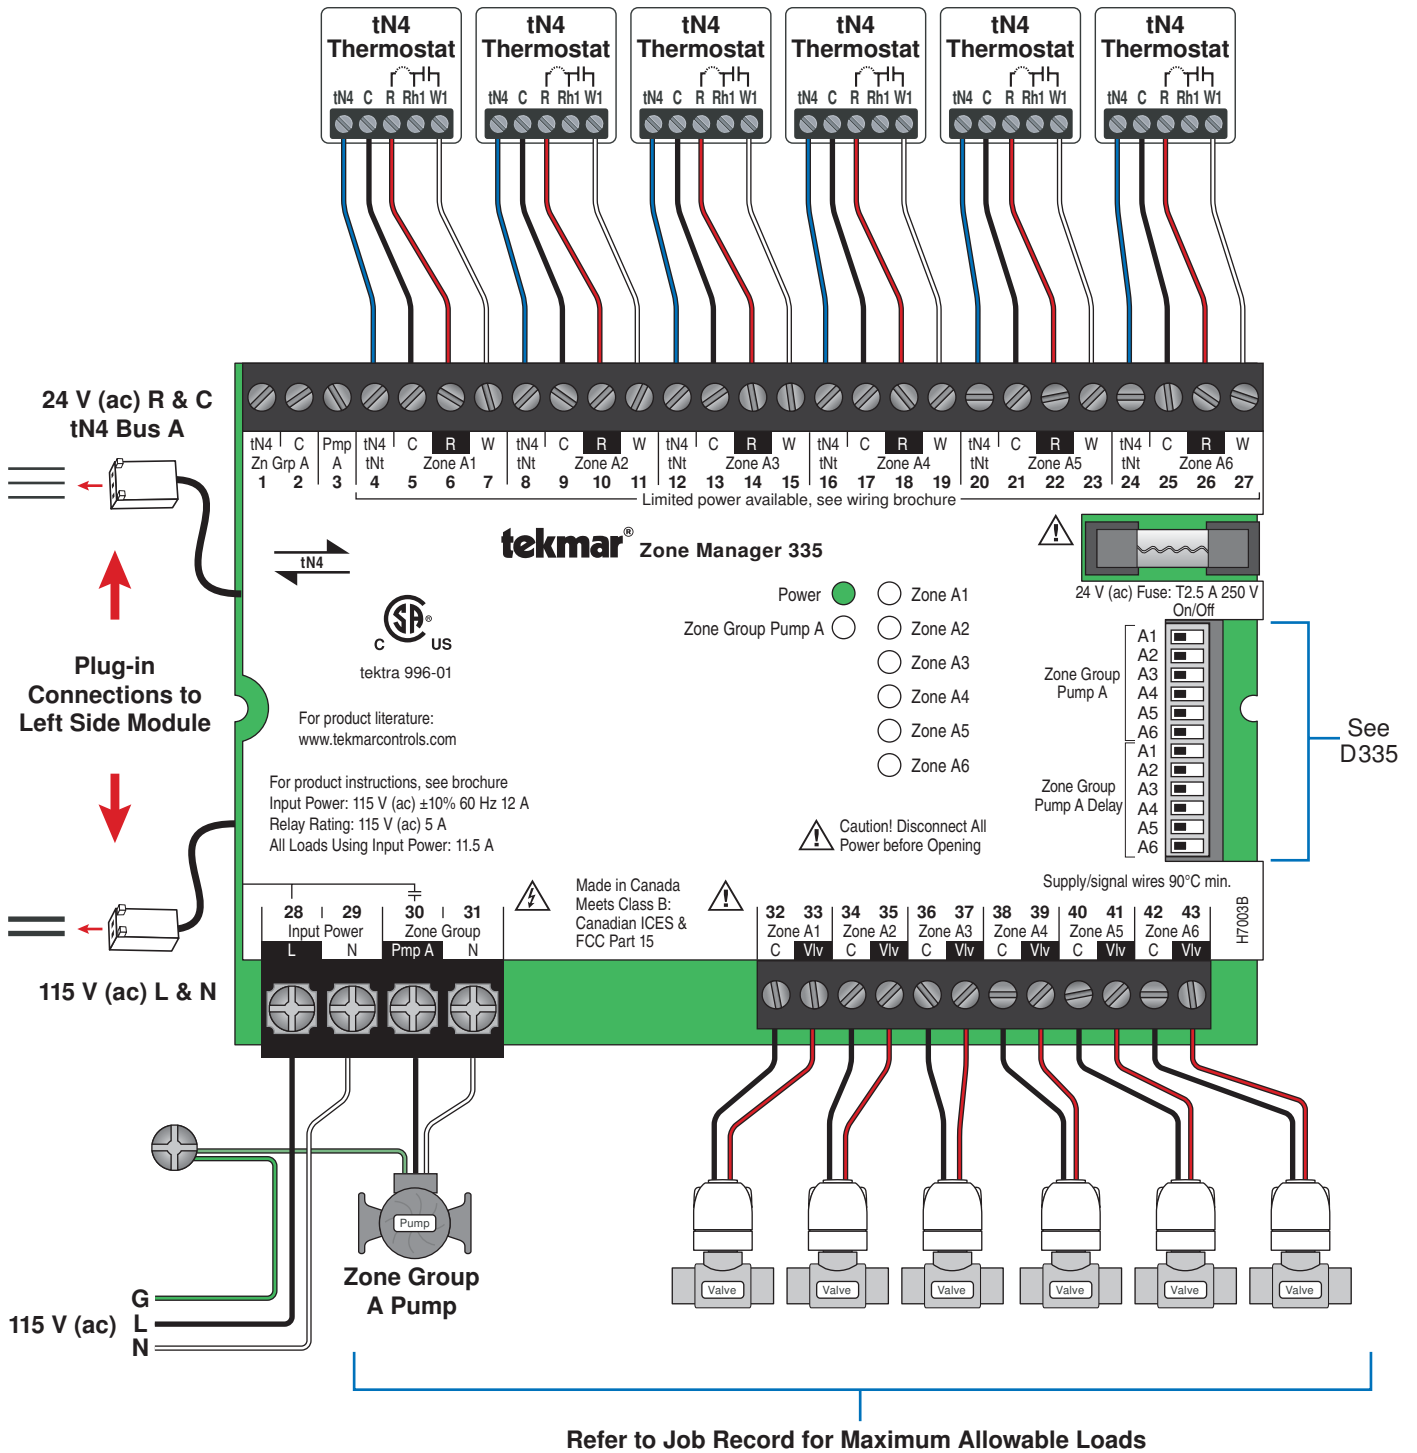 tN4 tN4 tN4 tN4 tN4 tN4
Thermostat Thermostat Thermostat Thermostat Thermostat Thermostat
tN4 C R Rh1 W1 tN4 C R Rh1 W1 tN4 C R Rh1 W1 tN4 C R Rh1 W1 tN4 C R Rh1 W1 tN4 C R Rh1 W1
24 V (ac) R & C
tN4 Bus A
tN4 C Pmp tN4 C R W tN4 C R W tN4 C R W tN4 C R W tN4 C R W tN4 C R W
Zn Grp A A tNt Zone A1 tNt Zone A2 tNt Zone A3 tNt Zone A4 tNt Zone A5 tNt Zone A6
1 2 3 4 5 6 7 8 9 10 11 12 13 14 15 16 17 18 19 20 21 22 23 24 25 26 27
Limited power available, see wiring brochure
tN4
tekmar® Zone Manager 335
24 V (ac) Fuse: T2.5 A 250 V
On/Off
Power
Zone Group Pump A
Zone A1
Zone A2
Zone A3
Zone A4
Zone A5
Zone A6
C SA® US
tektra 996-01
Plug-in
Connections to
Left Side Module
For product literature:
www.tekmarcontrols.com
For product instructions, see brochure
Input Power: 115 V (ac) ±10% 60 Hz 12 A
Relay Rating: 115 V (ac) 5 A
All Loads Using Input Power: 11.5 A
Zone Group
Pump A
A1
A2
A3
A4
A5
A6
Zone Group
Pump A Delay
A1
A2
A3
A4
A5
A6
See
D335
Caution! Disconnect All
Power before Opening
Made in Canada
Meets Class B:
Canadian ICES &
FCC Part 15
Supply/signal wires 90°C min.
H7003B
28 29 30 31
Input Power Zone Group
L N Pmp A N
32 33 34 35 36 37 38 39 40 41 42 43
Zone A1 Zone A2 Zone A3 Zone A4 Zone A5 Zone A6
C Vlv C Vlv C Vlv C Vlv C Vlv C Vlv
115 V (ac) L & N
Pump
Zone Group
A Pump
Valve Valve Valve Valve Valve Valve
G
115 V (ac) L
N
Refer to Job Record for Maximum Allowable Loads